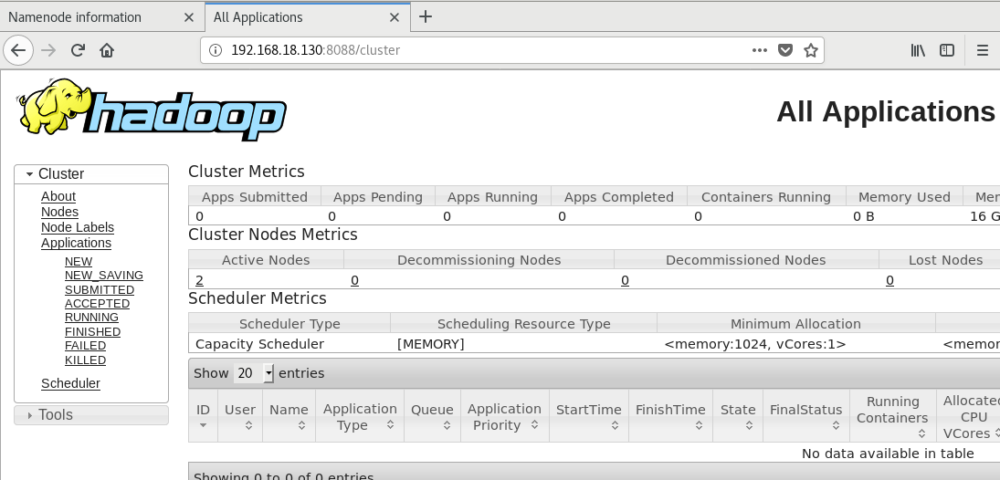 Namenode information
All Applications
192.168.18.130:8088/cluster
hadoop
All Applications
Cluster
About
Nodes
Node Labels
Applications
NEW
NEW_SAVING
SUBMITTED
ACCEPTED
RUNNING
FINISHED
FAILED
KILLED
Scheduler
Tools
Cluster Metrics
Apps Submitted Apps Pending Apps Running Apps Completed Containers Running Memory Used Mem
0 0 0 0 0 0 B 16 G
Cluster Nodes Metrics
Active Nodes Decommissioning Nodes Decommissioned Nodes Lost Nodes
2 0 0 0
Scheduler Metrics
Scheduler Type Scheduling Resource Type Minimum Allocation
Capacity Scheduler [MEMORY] <memory:1024, vCores:1> <memor
Show 20 entries
ID User Name Application Type Queue Application Priority StartTime FinishTime State FinalStatus Running Containers Allocated CPU VCores
No data available in table
Showing 0 to 0 of 0 entries